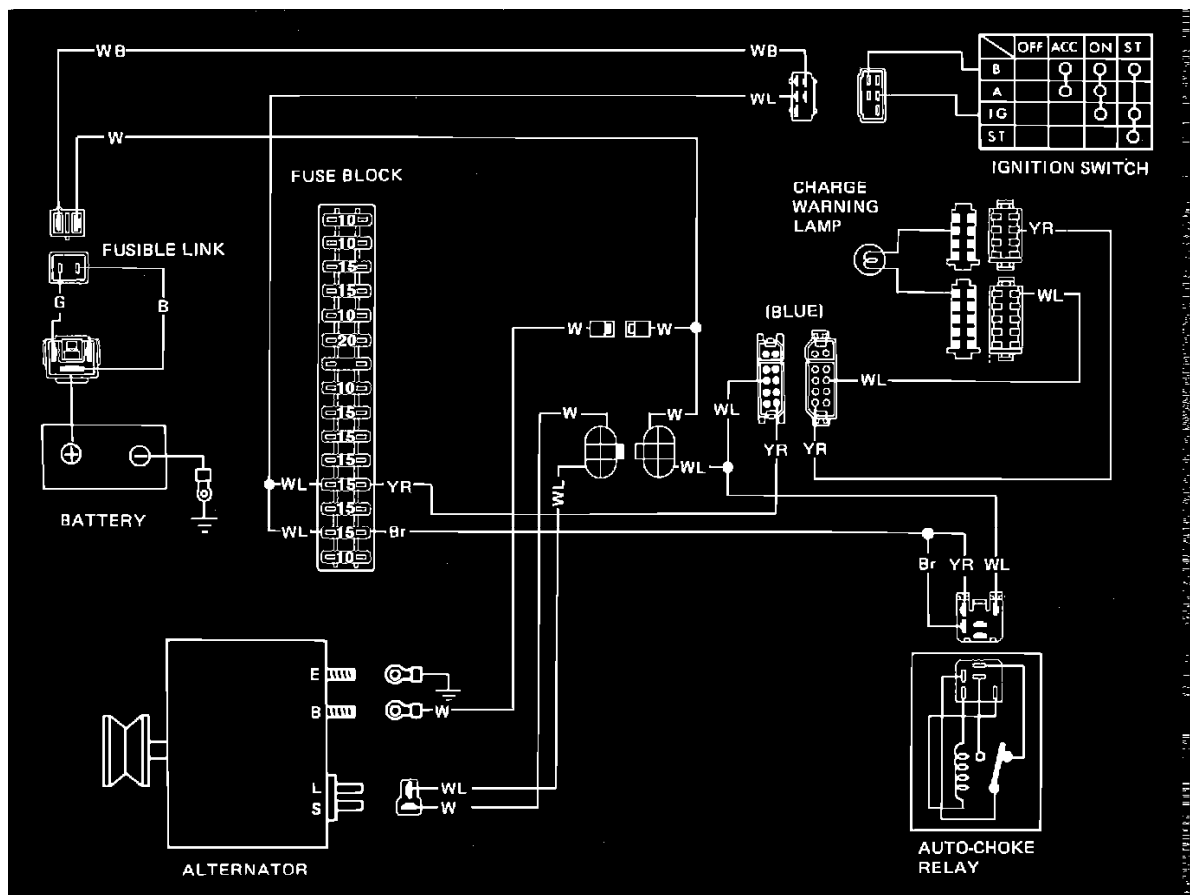 WB
WB
OFF ACC ON ST
B
A
IG
ST
IGNITION SWITCH
WL
W
FUSE BLOCK
CHARGE
WARNING
LAMP
YR
WL
FUSIBLE LINK
G
B
10
10
15
15
10
20
10
15
15
15
15
15
15
10
(BLUE)
W
W
WL
W
W
WL
WL
WL
YR
YR
WL
YR
WL
Br
BATTERY
Br
YR
WL
E
B
W
L
S
WL
W
ALTERNATOR
AUTO-CHOKE
RELAY